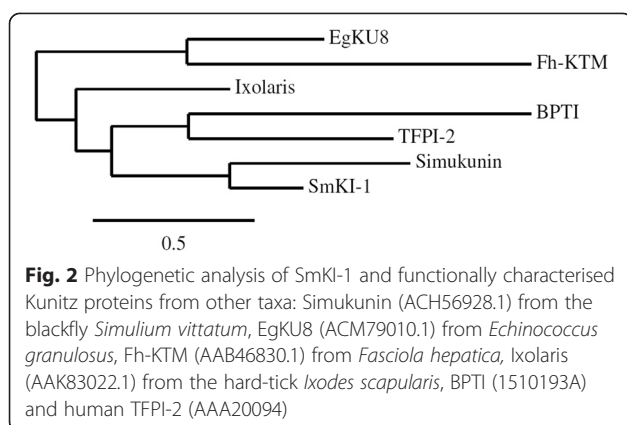 EgKU8
Fh-KTM
Ixolaris
BPTI
TFPI-2
Simukunin
SmKI-1
0.5
Fig. 2 Phylogenetic analysis of SmKI-1 and functionally characterised
Kunitz proteins from other taxa: Simukunin (ACH56928.1) from the
blackfly Simulium vittatum, EgKU8 (ACM79010.1) from Echinococcus
granulosus, Fh-KTM (AAB46830.1) from Fasciola hepatica, Ixolaris
(AAK83022.1) from the hard-tick Ixodes scapularis, BPTI (1510193A)
and human TFPI-2 (AAA20094)